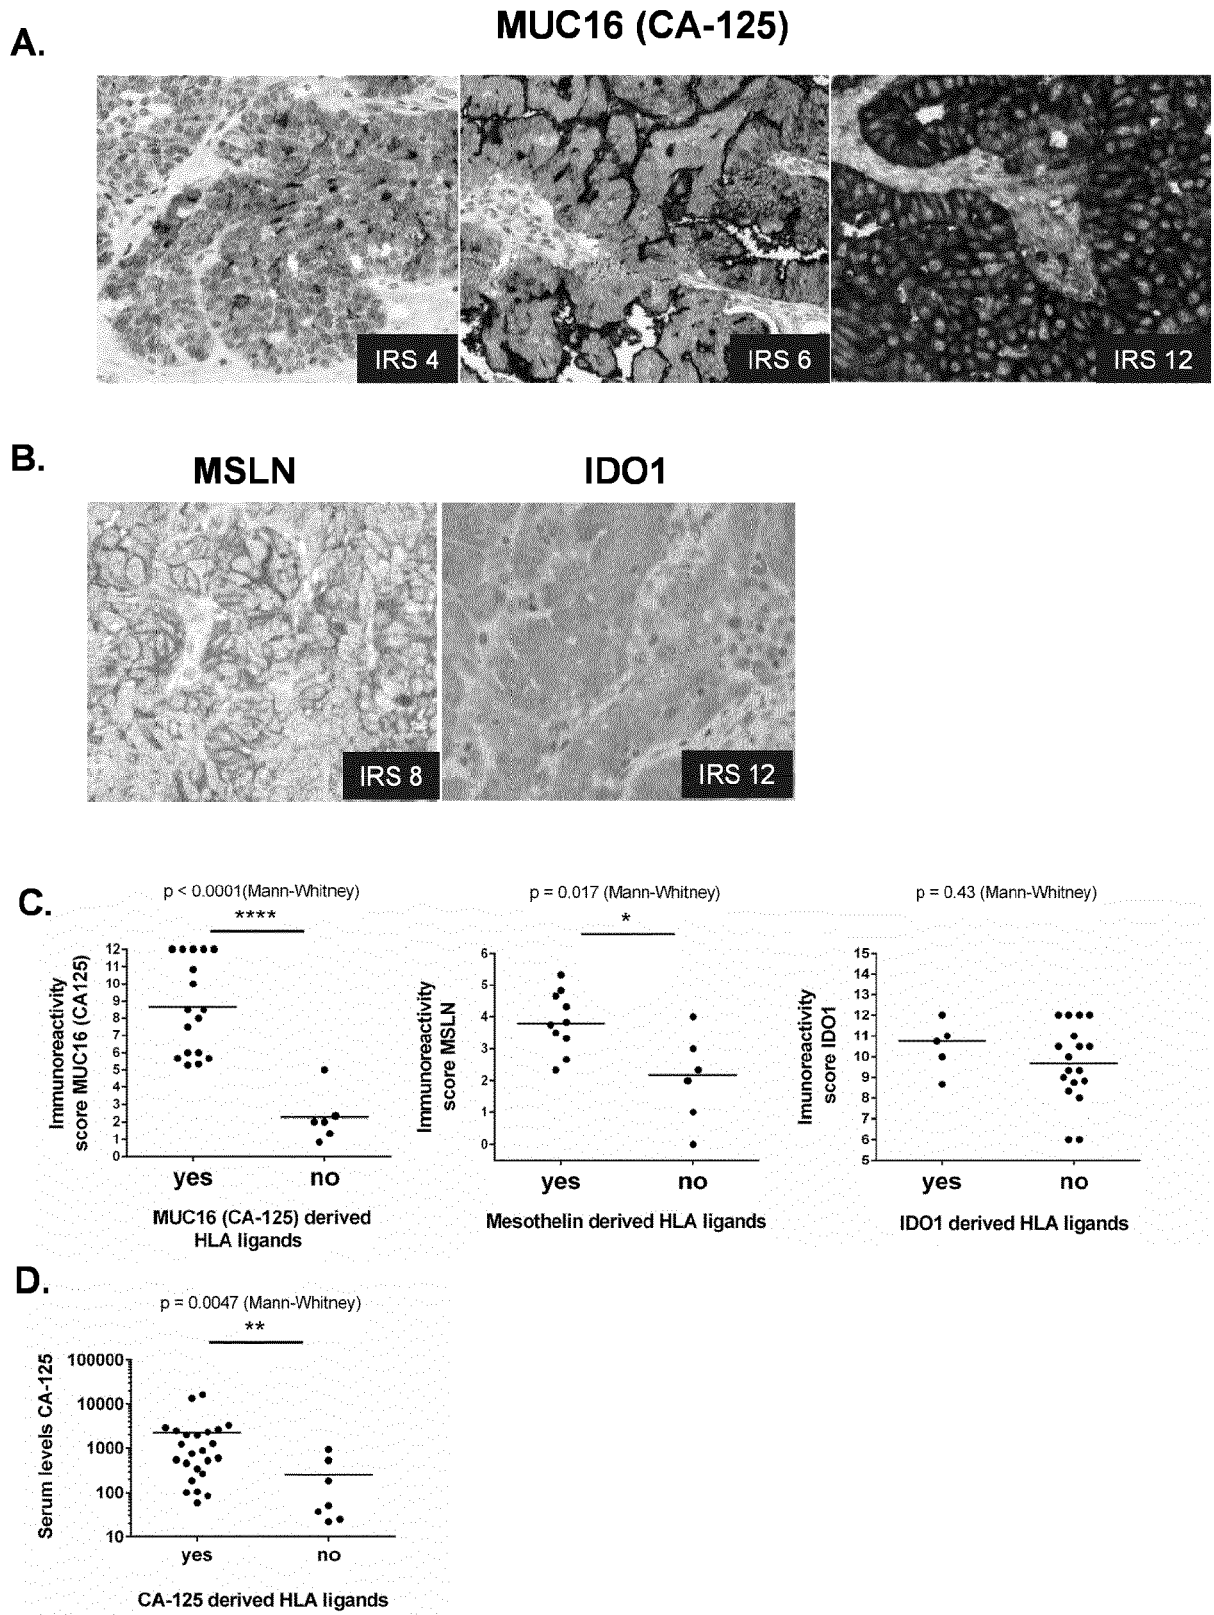 MUC16 (CA-125)
A.
IRS 4
IRS 6
IRS 12
B.
MSLN
IDO1
IRS 8
IRS 12
C.
p < 0.0001(Mann-Whitney)
****
Immunoreactivity
score MUC16 (CA125)
12
11
10
9
8
7
6
5
4
3
2
1
0
yes
no
MUC16 (CA-125) derived
HLA ligands
p = 0.017 (Mann-Whitney)
*
Immunoreactivity
score MSLN
6
5
4
3
2
1
0
yes
no
Mesothelin derived HLA ligands
p = 0.43 (Mann-Whitney)
Imunoreactivity
score IDO1
15
14
13
12
11
10
9
8
7
6
5
yes
no
IDO1 derived HLA ligands
D.
p = 0.0047 (Mann-Whitney)
**
Serum levels CA-125
100000
10000
1000
100
10
yes
no
CA-125 derived HLA ligands